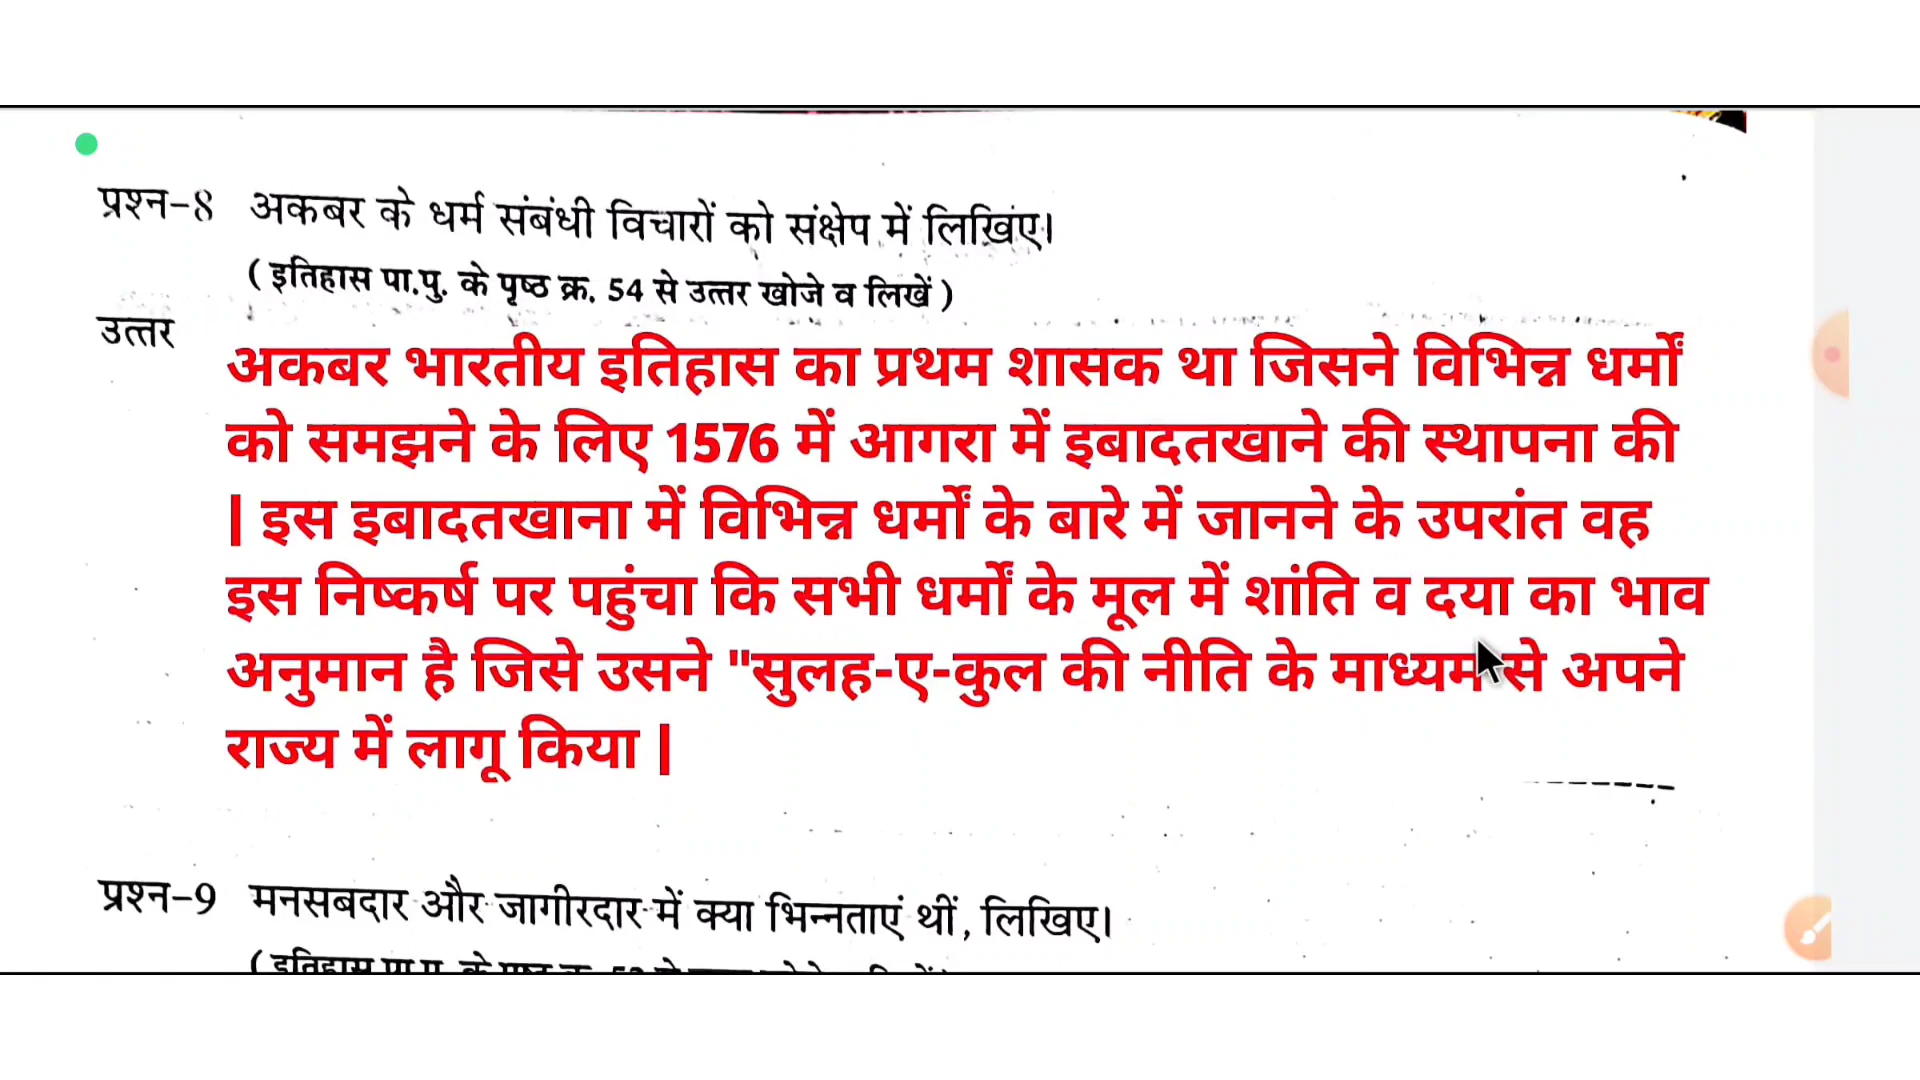 प्रश्न-8 अकबर के धर्म संबंधी विचारों को संक्षेप में लिखिए।
( इतिहास पा.पु. के पृष्ठ क्र. 54 से उत्तर खोजे व लिखें )
उत्तर
अकबर भारतीय इतिहास का प्रथम शासक था जिसने विभिन्न धर्मों
को समझने के लिए 1576 में आगरा में इबादतखाने की स्थापना की
| इस इबादतखाना में विभिन्न धर्मों के बारे में जानने के उपरांत वह
इस निष्कर्ष पर पहुंचा कि सभी धर्मों के मूल में शांति व दया का भाव
अनुमान है जिसे उसने "सुलह-ए-कुल की नीति के माध्यम से अपने
राज्य में लागू किया |
प्रश्न-9 मनसबदार और जागीरदार में क्या भिन्नताएं थीं, लिखिए।
( इतिहास पा.पु. के पृष्ठ क्र.